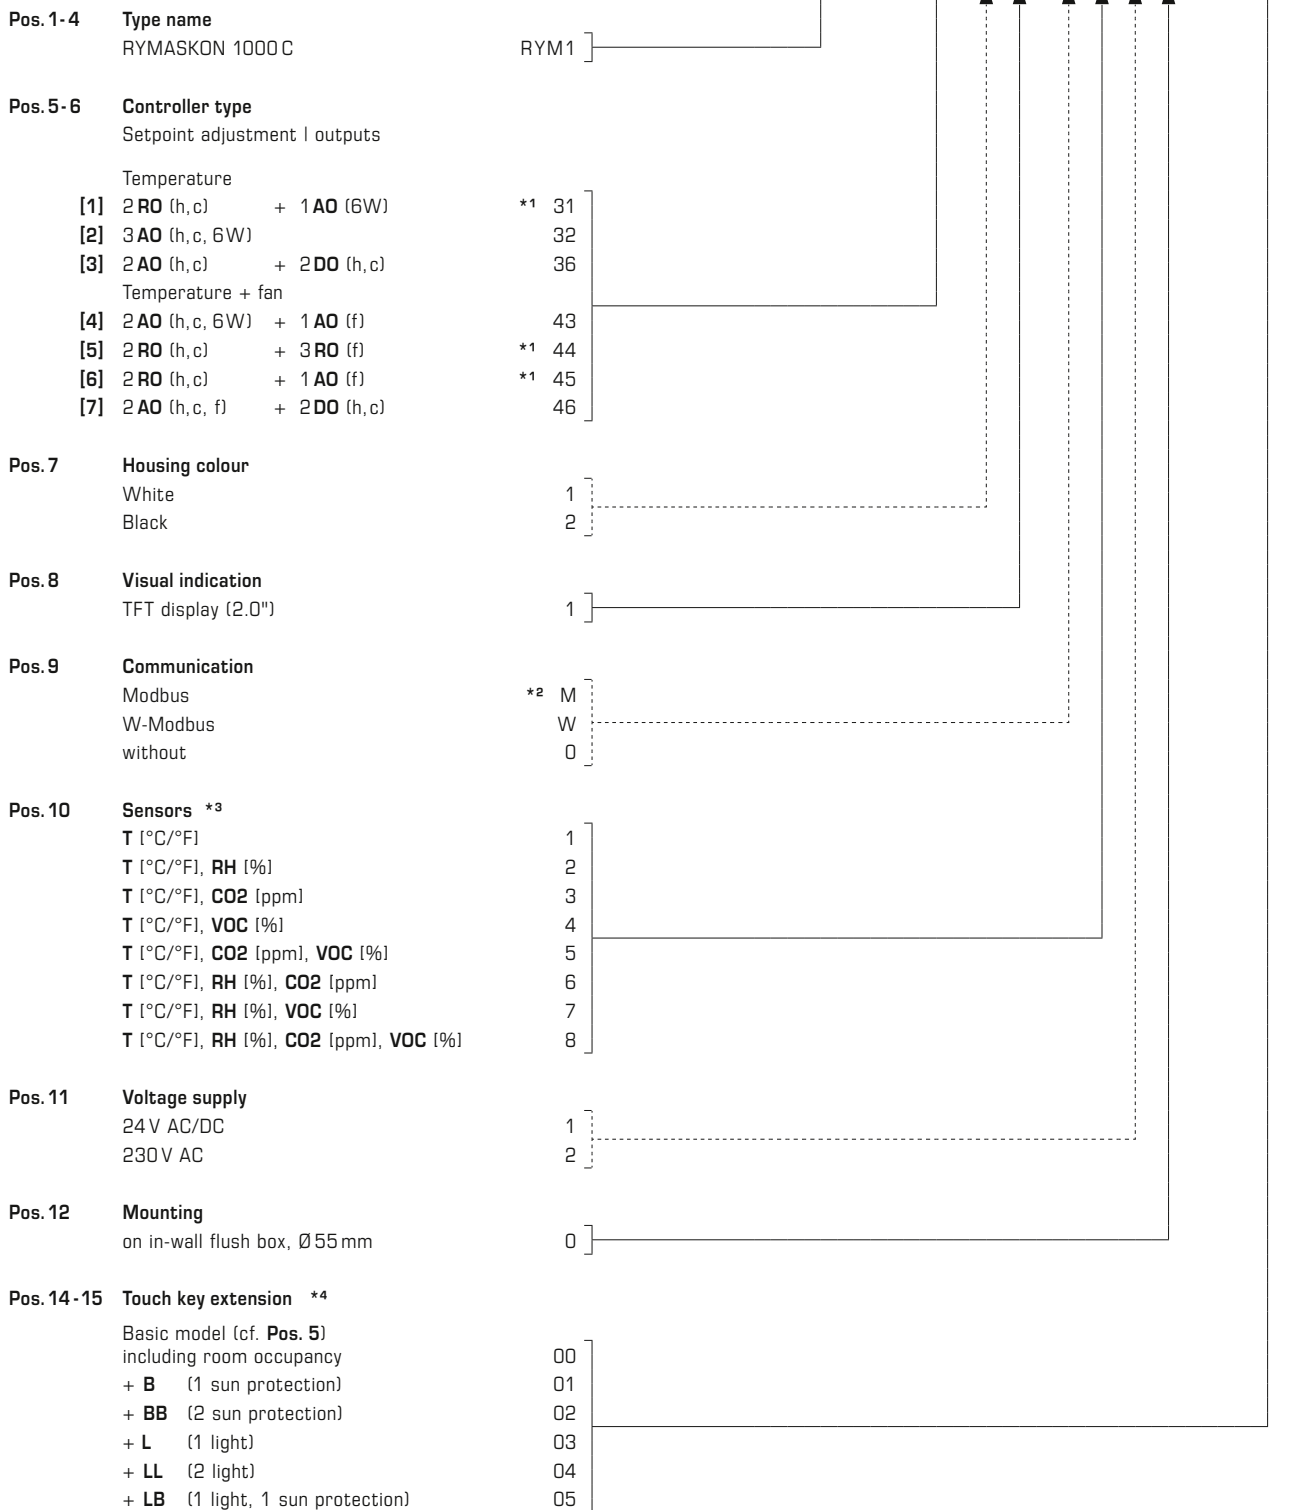 Pos. 1-4 Type name
RYMASKON 1000 C RYM1
Pos. 5-6 Controller type
Setpoint adjustment | outputs
Temperature
[1] 2 RO (h,c) + 1 AO (6W) *1 31
[2] 3 AO (h,c, 6W) 32
[3] 2 AO (h,c) + 2 DO (h,c) 36
Temperature + fan
[4] 2 AO (h,c, 6W) + 1 AO (f) 43
[5] 2 RO (h,c) + 3 RO (f) *1 44
[6] 2 RO (h,c) + 1 AO (f) *1 45
[7] 2 AO (h,c, f) + 2 DO (h,c) 46
Pos. 7 Housing colour
White 1
Black 2
Pos. 8 Visual indication
TFT display (2.0") 1
Pos. 9 Communication
Modbus *2 M
W-Modbus W
without 0
Pos. 10 Sensors *3
T [°C/°F] 1
T [°C/°F], RH [%] 2
T [°C/°F], CO2 [ppm] 3
T [°C/°F], VOC [%] 4
T [°C/°F], CO2 [ppm], VOC [%] 5
T [°C/°F], RH [%], CO2 [ppm] 6
T [°C/°F], RH [%], VOC [%] 7
T [°C/°F], RH [%], CO2 [ppm], VOC [%] 8
Pos. 11 Voltage supply
24 V AC/DC 1
230 V AC 2
Pos. 12 Mounting
on in-wall flush box, Ø 55 mm 0
Pos. 14-15 Touch key extension *4
Basic model (cf. Pos. 5)
including room occupancy 00
+ B (1 sun protection) 01
+ BB (2 sun protection) 02
+ L (1 light) 03
+ LL (2 light) 04
+ LB (1 light, 1 sun protection) 05